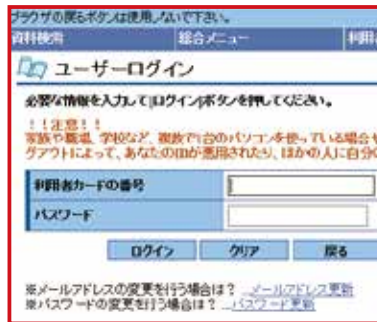 ブラウザの戻るボタンは使用しないで下さい。
資料検索 総合メニュー 利用
ユーザーログイン
必要な情報を入力して[ログイン]ボタンを押してください。
!!注意!!
家族や職場、学校など、複数で1台のパソコンを使っている場合
グアウトによって、あなたのIDが悪用されたり、ほかの人に自分の
利用者カードの番号
パスワード
ログイン クリア 戻る
※メールアドレスの変更を行う場合は? ...メールアドレス更新
※パスワードの変更を行う場合は? ...パスワード更新